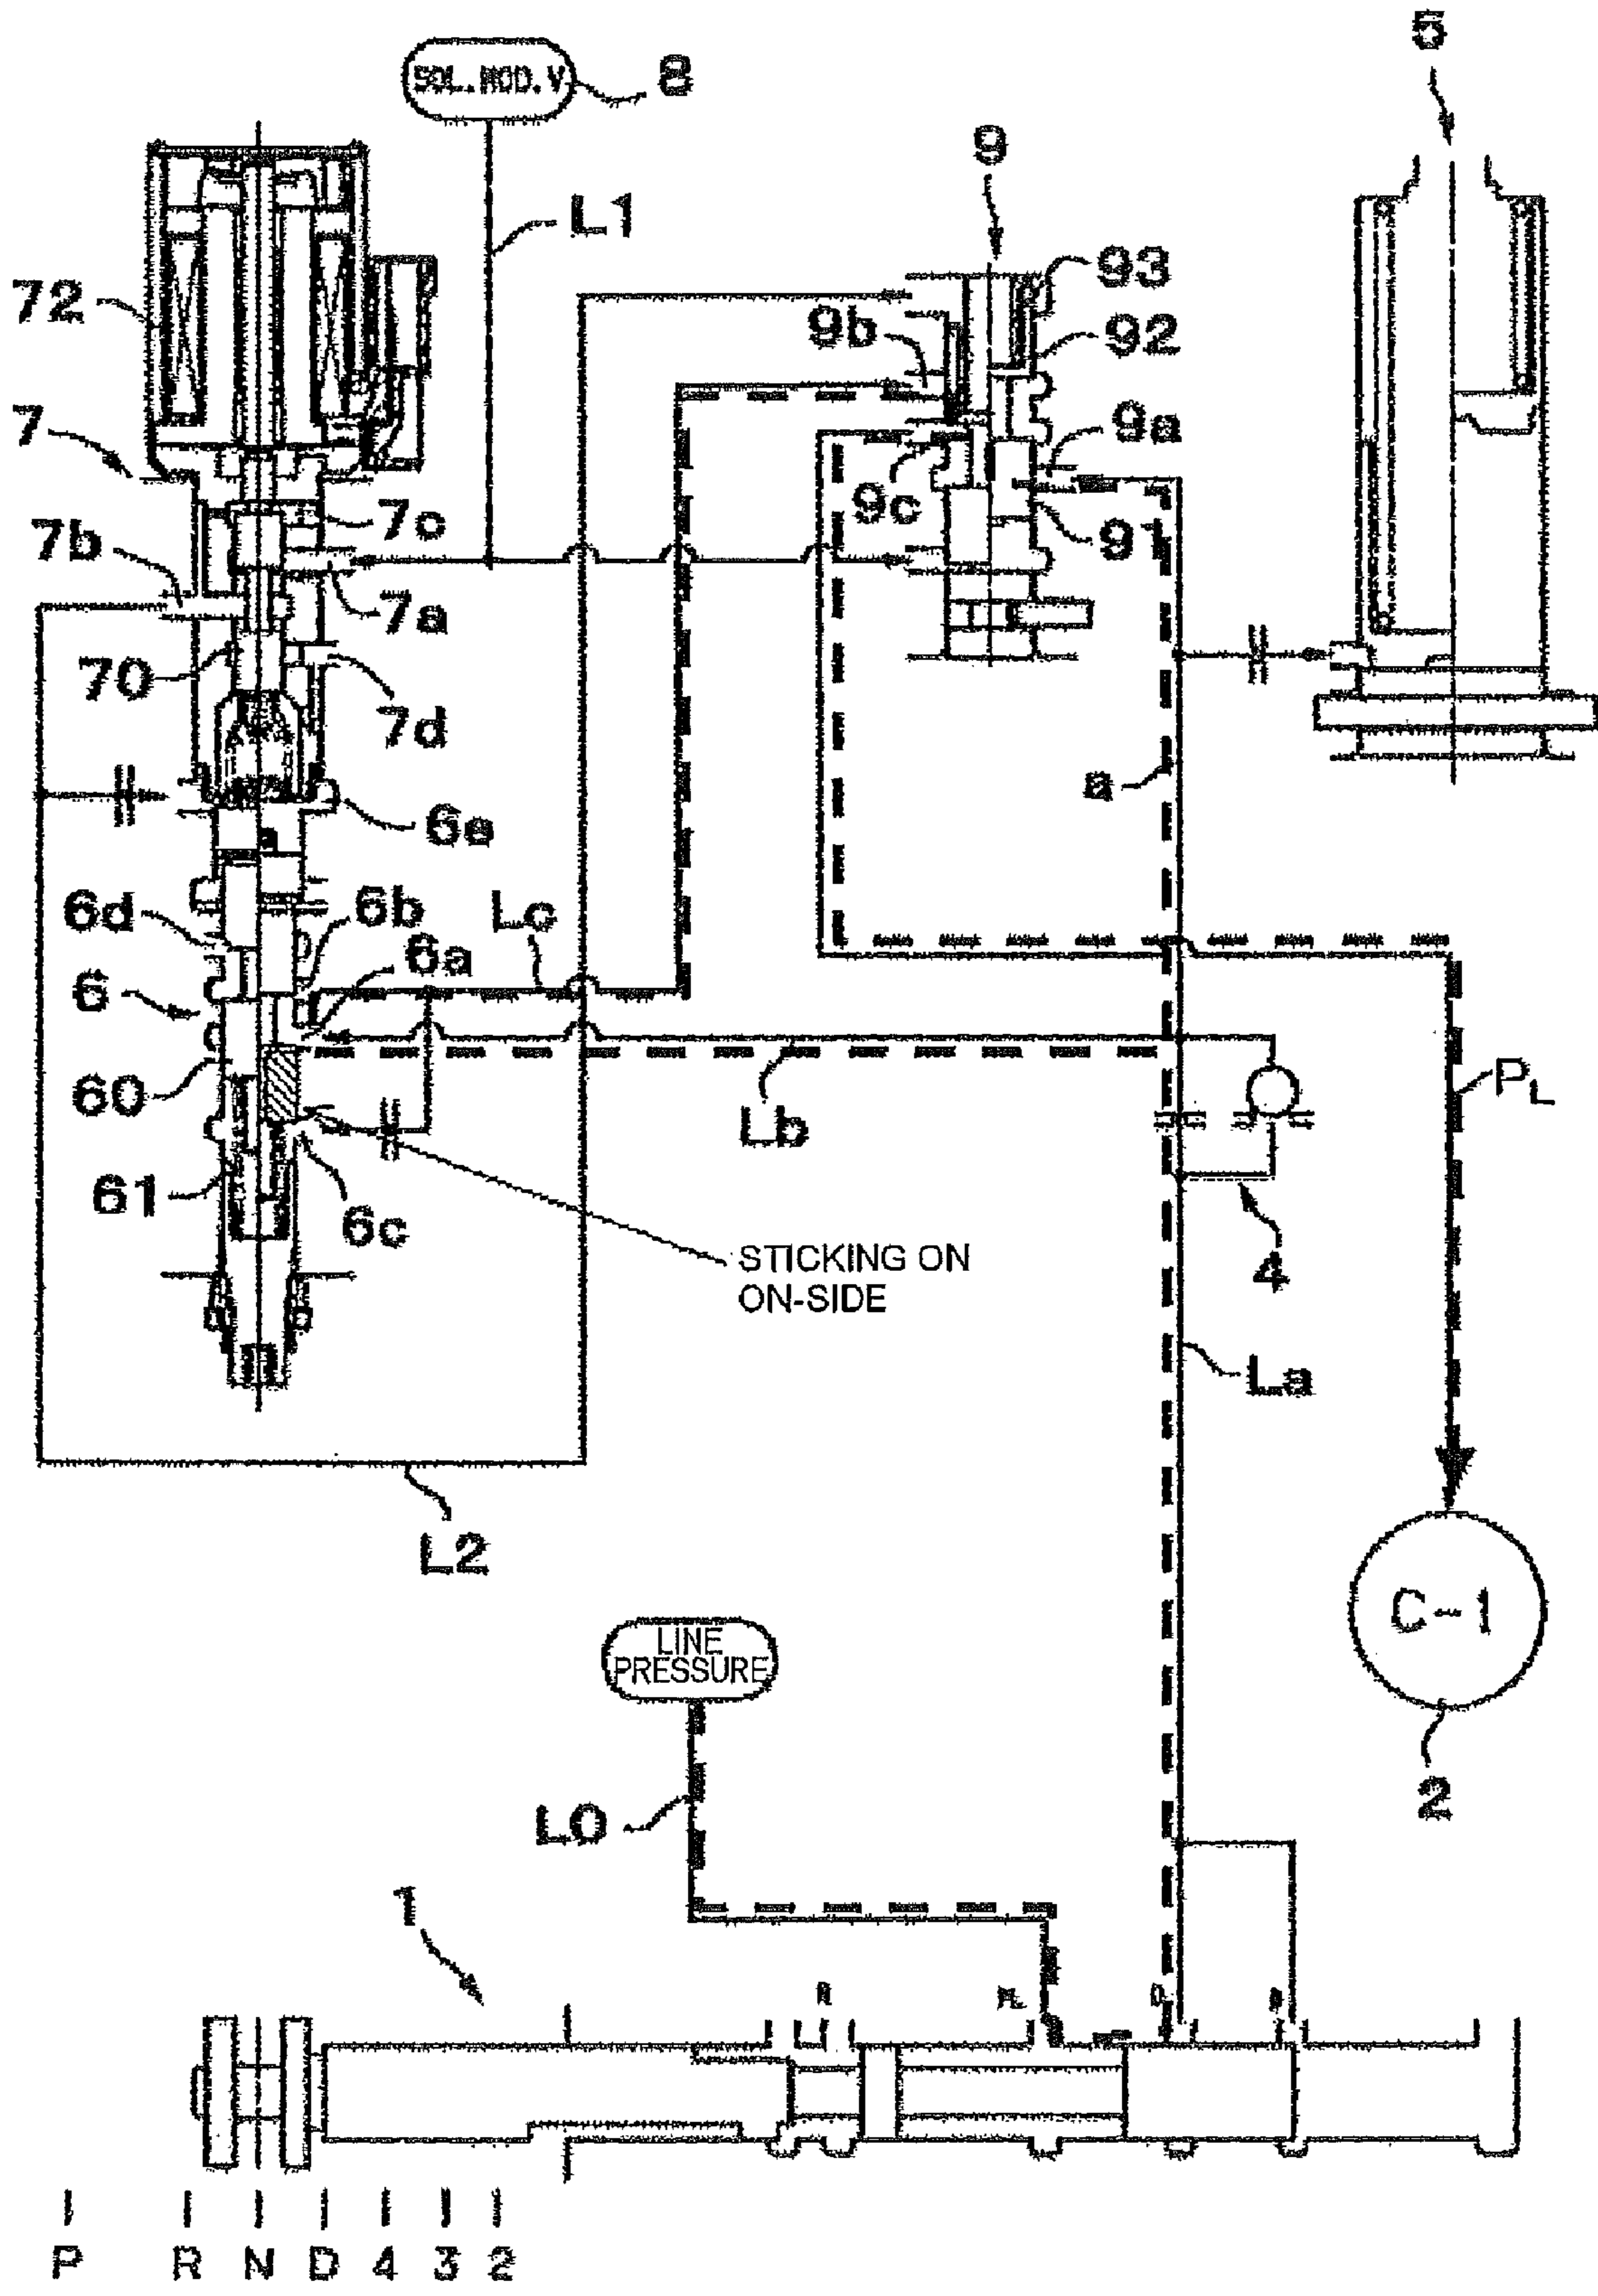 5
SOL.MOD.V
8
9
L1
93
72
9b
92
7
9a
7c
9c
7b
91
7a
70
7d
a
6e
6d
6b
Lc
6a
6
60
PL
Lb
61
6c
STICKING ON
ON-SIDE
4
La
L2
C-1
LINE
PRESSURE
2
L0
1
R
PL
D
P R N D 4 3 2